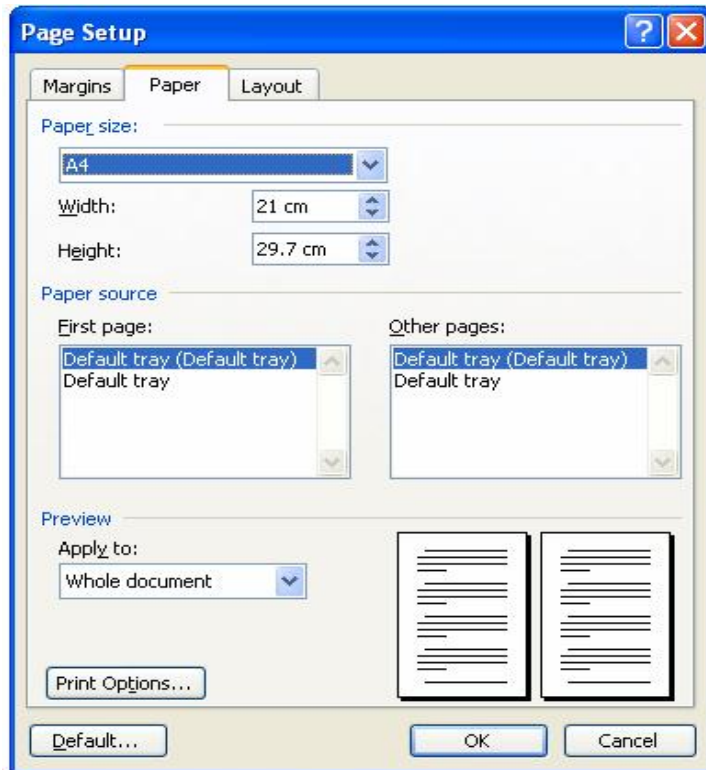 Page Setup
Margins Paper Layout
Paper size:
A4
Width: 21 cm
Height: 29.7 cm
Paper source
First page: Other pages:
Default tray (Default tray) Default tray (Default tray)
Default tray Default tray
Preview
Apply to:
Whole document
Print Options...
Default... OK Cancel